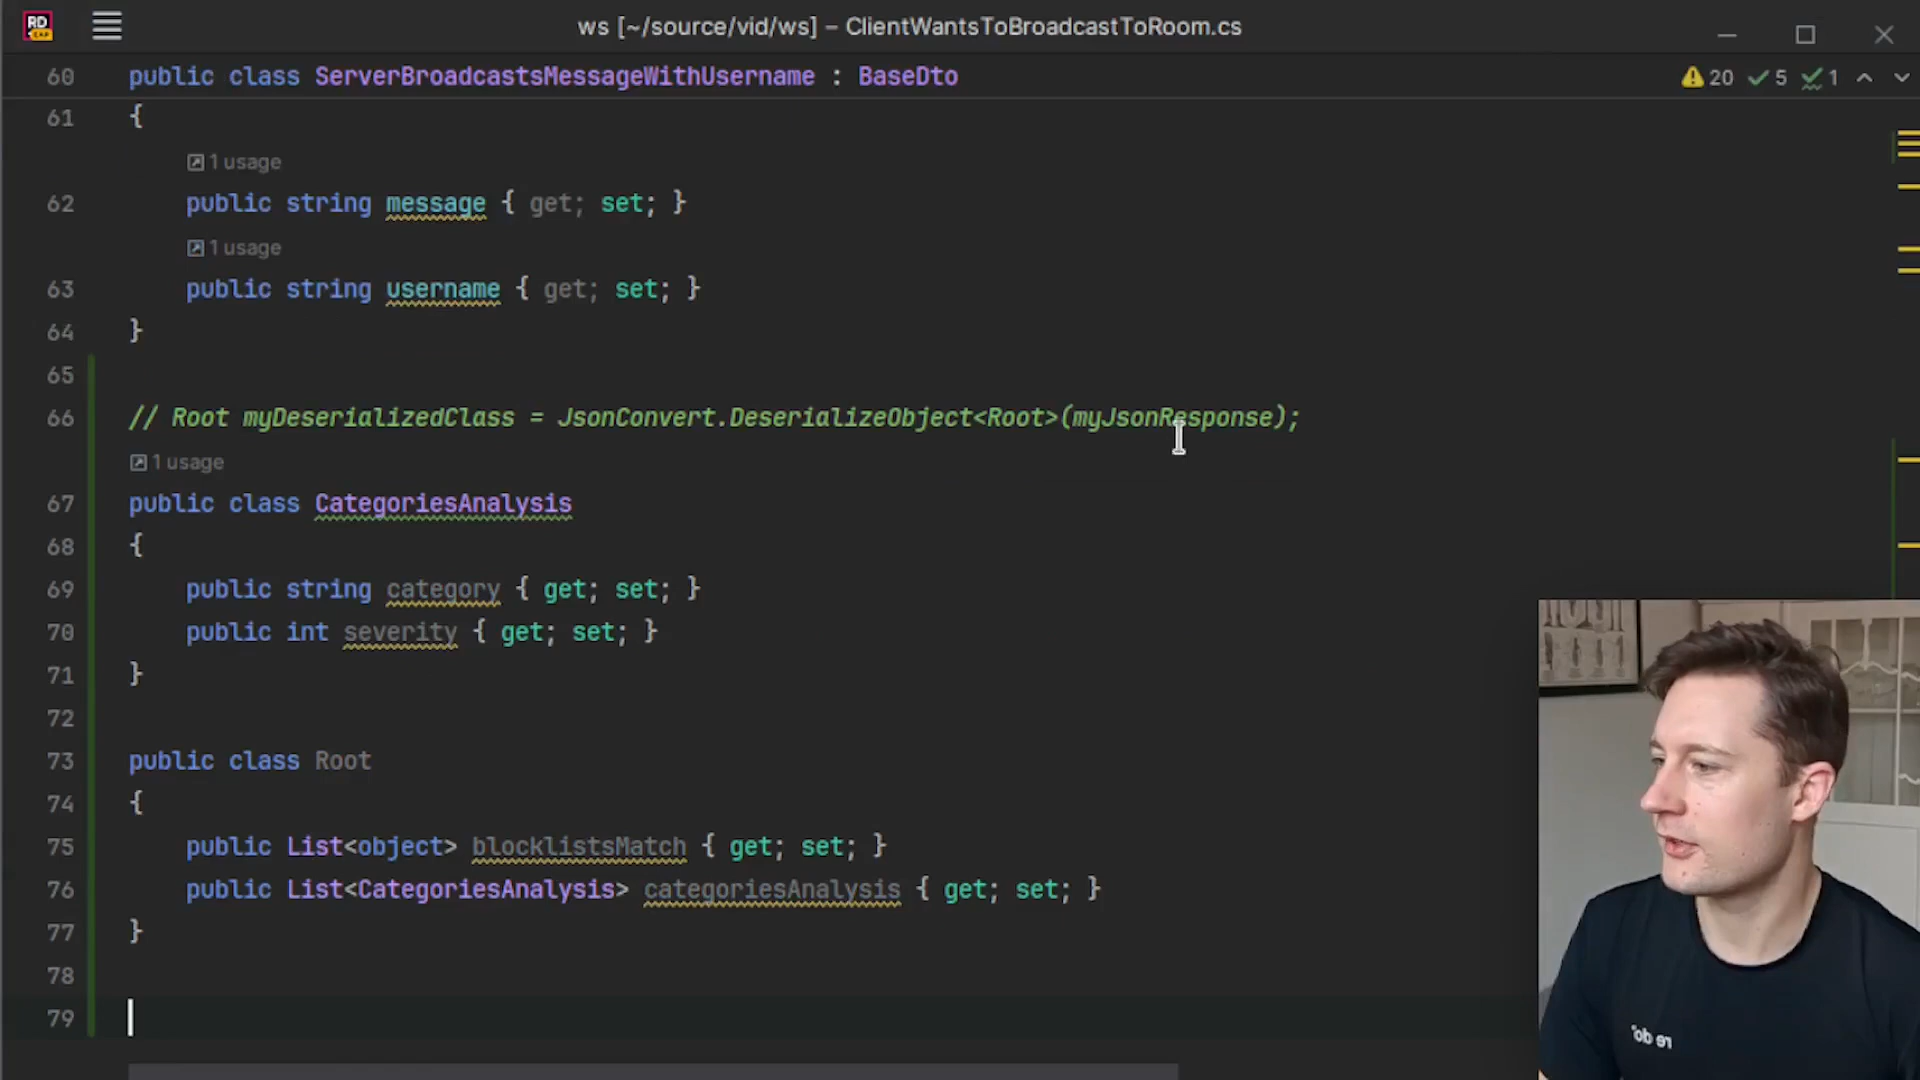 RD
EAP
ws [~/source/vid/ws] – ClientWantsToBroadcastToRoom.cs
60 public class ServerBroadcastsMessageWithUsername : BaseDto
20 5 1
61 {
1 usage
62 public string message { get; set; }
1 usage
63 public string username { get; set; }
64 }
65
66 // Root myDeserializedClass = JsonConvert.DeserializeObject<Root>(myJsonResponse);
1 usage
67 public class CategoriesAnalysis
68 {
69 public string category { get; set; }
70 public int severity { get; set; }
71 }
72
73 public class Root
74 {
75 public List<object> blocklistsMatch { get; set; }
76 public List<CategoriesAnalysis> categoriesAnalysis { get; set; }
77 }
78
79
re do'